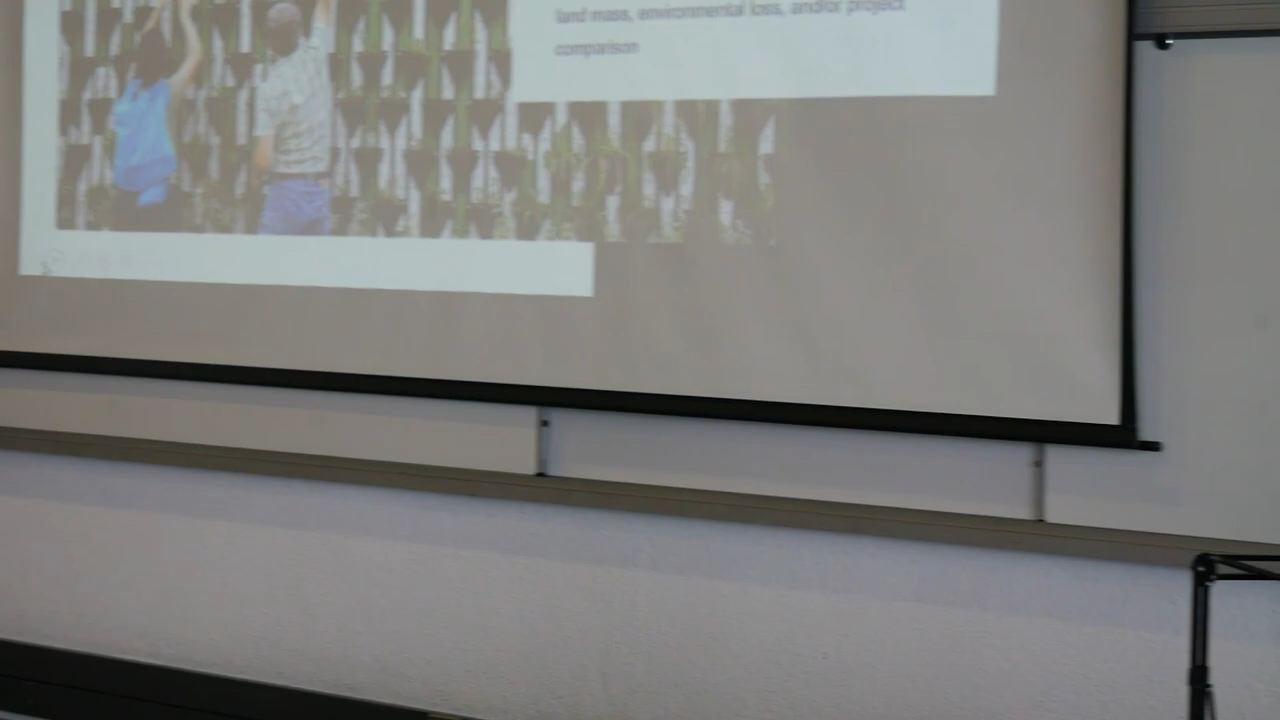 land mass, environmental loss, and/or project
comparison